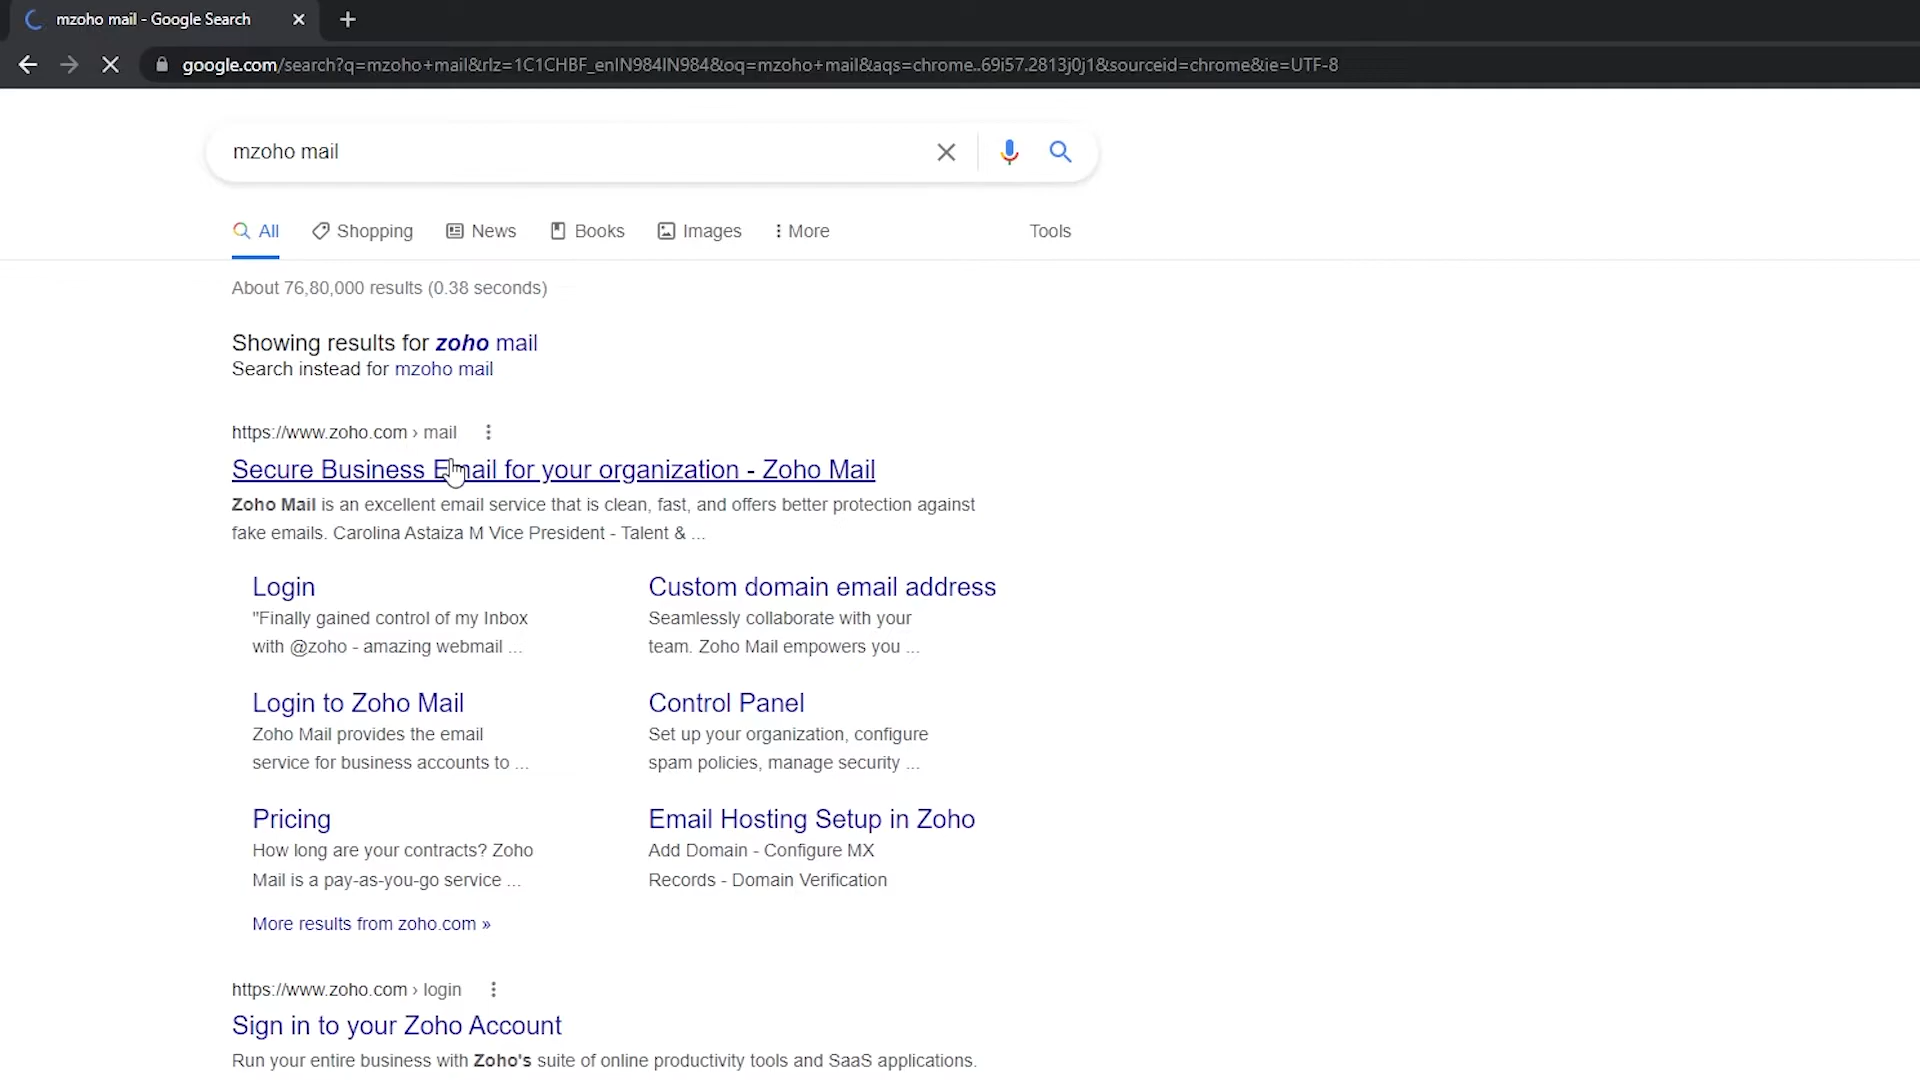 mzoho mail - Google Search
google.com/search?q=mzoho+mail&rlz=1C1CHBF_enIN984IN984&oq=mzoho+mail&aqs=chrome..69i57.2813j0j1&sourceid=chrome&ie=UTF-8
mzoho mail
All Shopping News Books Images More Tools
About 76,80,000 results (0.38 seconds)
Showing results for zoho mail
Search instead for mzoho mail
https://www.zoho.com › mail
Secure Business Email for your organization - Zoho Mail
Zoho Mail is an excellent email service that is clean, fast, and offers better protection against
fake emails. Carolina Astaiza M Vice President - Talent & ...
Login
"Finally gained control of my Inbox
with @zoho - amazing webmail ...
Custom domain email address
Seamlessly collaborate with your
team. Zoho Mail empowers you ...
Login to Zoho Mail
Zoho Mail provides the email
service for business accounts to ...
Control Panel
Set up your organization, configure
spam policies, manage security ...
Pricing
How long are your contracts? Zoho
Mail is a pay-as-you-go service ...
Email Hosting Setup in Zoho
Add Domain - Configure MX
Records - Domain Verification
More results from zoho.com »
https://www.zoho.com › login
Sign in to your Zoho Account
Run your entire business with Zoho's suite of online productivity tools and SaaS applications.